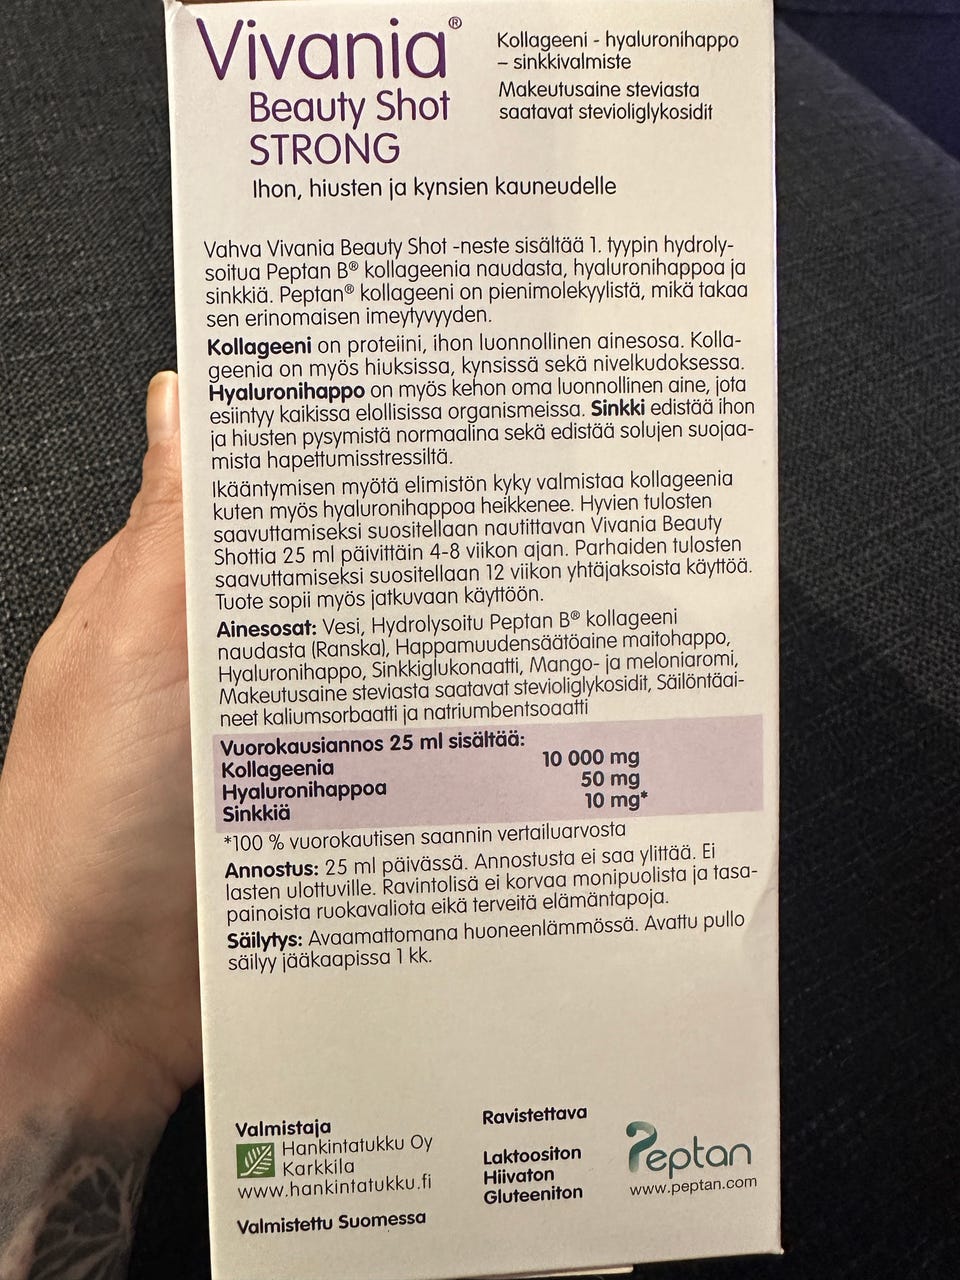 Vivania®
Beauty Shot
STRONG
Ihon, hiusten ja kynsien kauneudelle
Kollageeni - hyaluronihappo
– sinkkivalmiste
Makeutusaine steviasta
saatavat stevioliglykosidit
Vahva Vivania Beauty Shot -neste sisältää 1. tyypin hydroly-
soitua Peptan B® kollageenia naudasta, hyaluronihappoa ja
sinkkiä. Peptan® kollageeni on pienimolekyylistä, mikä takaa
sen erinomaisen imeytyvyyden.
Kollageeni on proteiini, ihon luonnollinen ainesosa. Kolla-
geenia on myös hiuksissa, kynsissä sekä nivelkudoksessa.
Hyaluronihappo on myös kehon oma luonnollinen aine, jota
esiintyy kaikissa elollisissa organismeissa. Sinkki edistää ihon
ja hiusten pysymistä normaalina sekä edistää solujen suojaa-
mista hapettumisstressiltä.
Ikääntymisen myötä elimistön kyky valmistaa kollageenia
kuten myös hyaluronihappoa heikkenee. Hyvien tulosten
saavuttamiseksi suositellaan nautittavan Vivania Beauty
Shottia 25 ml päivittäin 4-8 viikon ajan. Parhaiden tulosten
saavuttamiseksi suositellaan 12 viikon yhtäjaksoista käyttöä.
Tuote sopii myös jatkuvaan käyttöön.
Ainesosat: Vesi, Hydrolysoitu Peptan B® kollageeni
naudasta (Ranska), Happamuudensäätöaine maitohappo,
Hyaluronihappo, Sinkkiglukonaatti, Mango- ja meloniaromi,
Makeutusaine steviasta saatavat stevioliglykosidit, Säilöntäai-
neet kaliumsorbaatti ja natriumbentsoaatti
Vuorokausiannos 25 ml sisältää:
Kollageenia 10 000 mg
Hyaluronihappoa 50 mg
Sinkkiä 10 mg*
*100 % vuorokautisen saannin vertailuarvosta
Annostus: 25 ml päivässä. Annostusta ei saa ylittää. Ei
lasten ulottuville. Ravintolisä ei korvaa monipuolista ja tasa-
painoista ruokavaliota eikä terveitä elämäntapoja.
Säilytys: Avaamattomana huoneenlämmössä. Avattu pullo
säilyy jääkaapissa 1 kk.
Valmistaja
Hankintatukku Oy
Karkkila
www.hankintatukku.fi
Valmistettu Suomessa
Ravistettava
Laktoositon
Hiivaton
Gluteeniton
Peptan
www.peptan.com